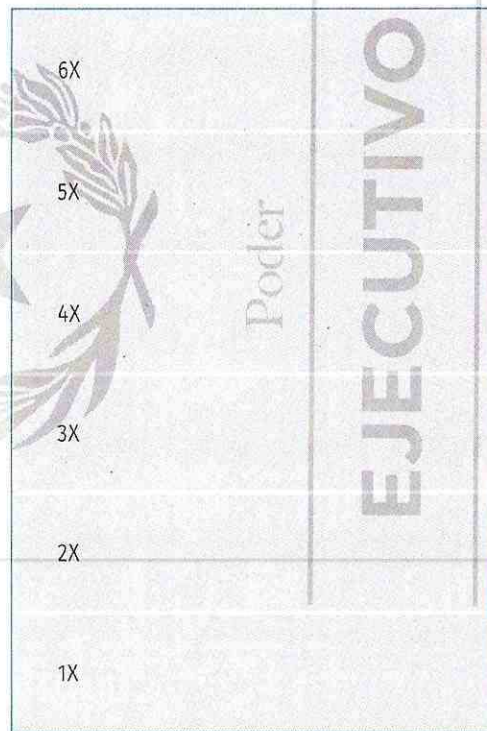 6X
5X
4X
3X
2X
1X
Poder
EJECUTIVO